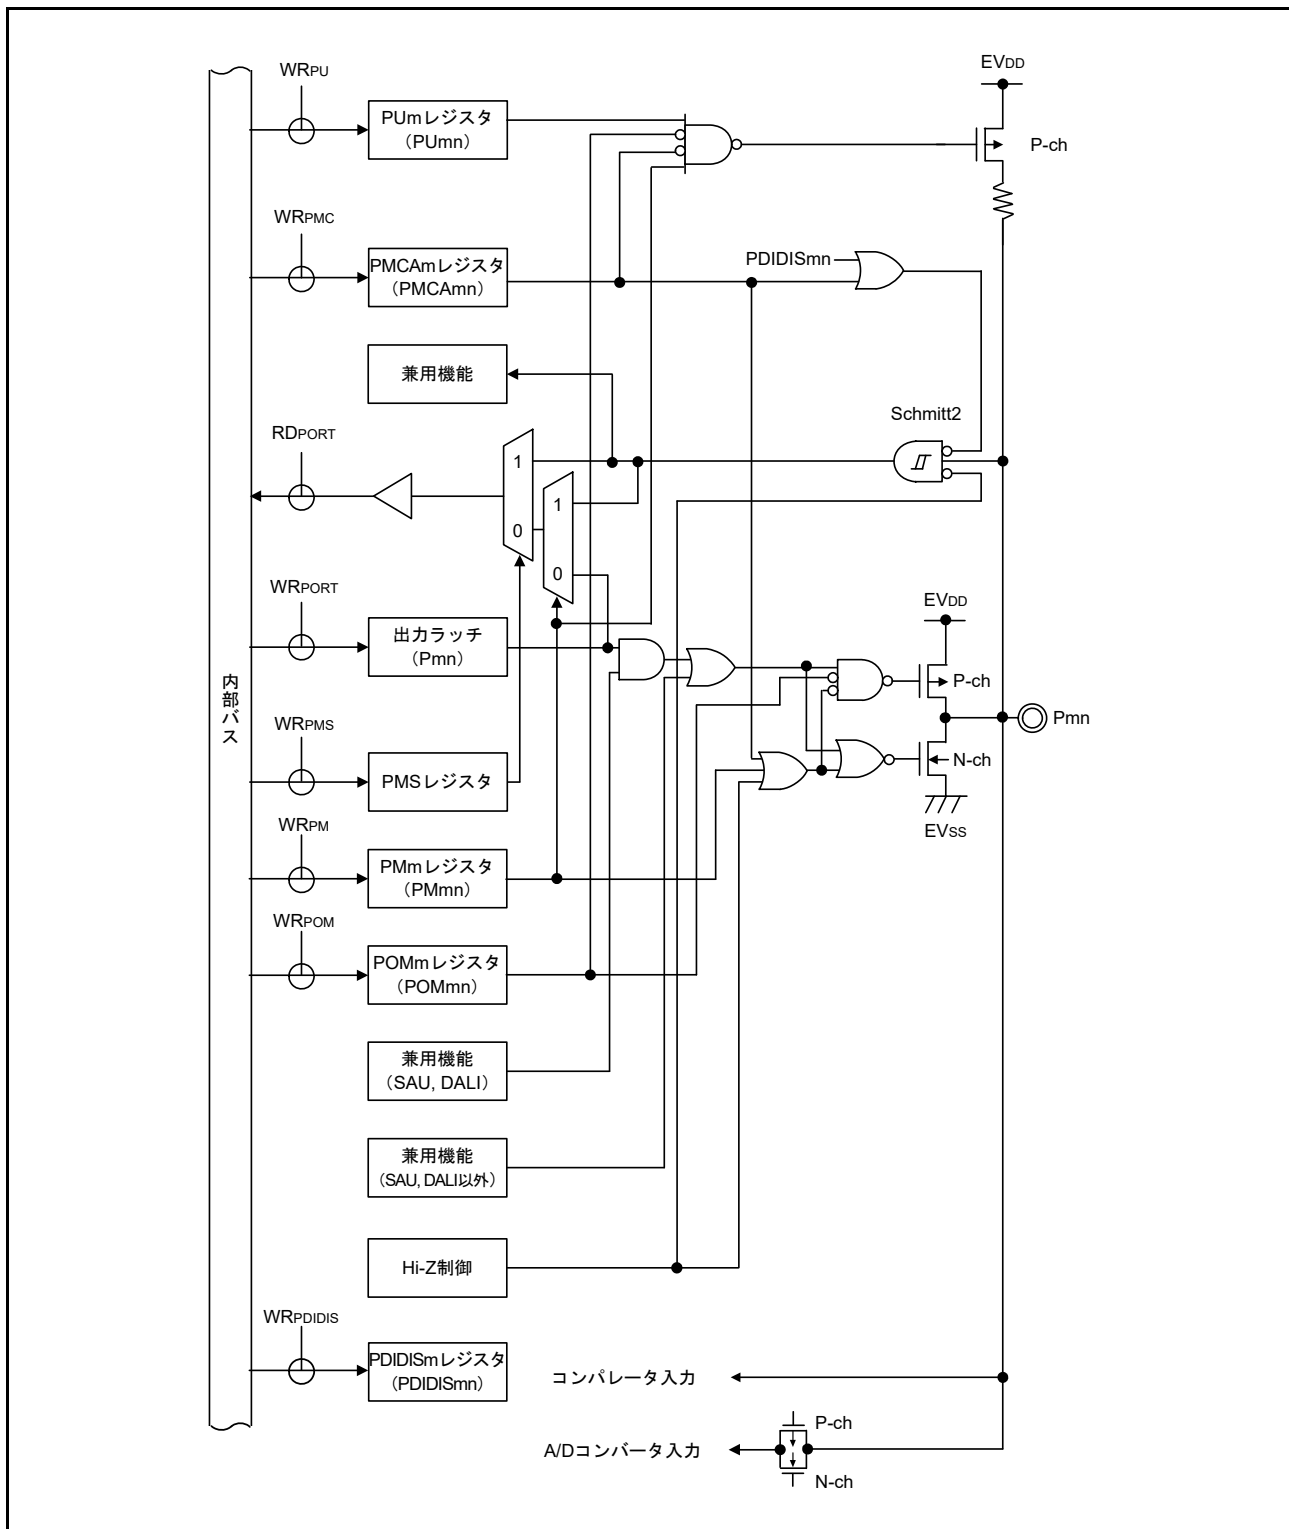 WRPU
EVDD
PUmレジスタ
（PUmn）
P-ch
WRPMC
PMCAmレジスタ
（PMCAmn）
PDIDISmn
兼用機能
Schmitt2
RDPORT
1
0
1
0
WRPORT
出力ラッチ
（Pmn）
EVDD
P-ch
Pmn
N-ch
EVSS
内部バス
WRPMS
PMSレジスタ
WRPM
PMmレジスタ
（PMmn）
WRPOM
POMmレジスタ
（POMmn）
兼用機能
（SAU, DALI）
兼用機能
（SAU, DALI以外）
Hi-Z制御
WRPDIDIS
PDIDISmレジスタ
（PDIDISmn）
コンパレータ入力
P-ch
A/Dコンバータ入力
N-ch